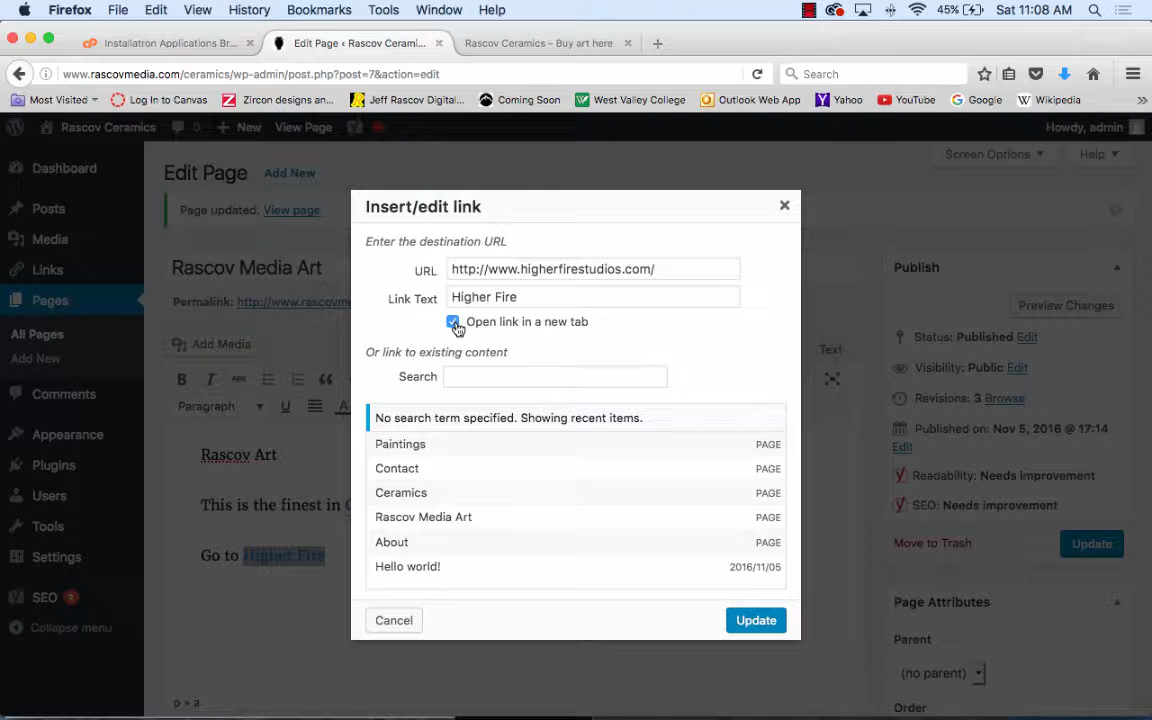 Firefox File Edit View History Bookmarks Tools Window Help 45% Sat 11:08 AM
Installatron Applications Br... Edit Page ‹ Rascov Cerami... Rascov Ceramics – Buy art here
www.rascovmedia.com/ceramics/wp-admin/post.php?post=7&action=edit Search
Most Visited Log In to Canvas Zircon designs an... Jeff Rascov Digital... Coming Soon West Valley College Outlook Web App Yahoo YouTube Google Wikipedia
Rascov Ceramics 0 New View Page Howdy, admin
Dashboard
Posts
Media
Links
Pages
All Pages
Add New
Comments
Appearance
Plugins
Users
Tools
Settings
SEO 2
Collapse menu
Edit Page Add New
Screen Options Help
Page updated. View page
Rascov Media Art
Permalink: http://www.rascovm
Add Media
Text
B I ABC
Paragraph U A
Rascov Art
This is the finest in
Go to Higher Fire
p » a
Insert/edit link
Enter the destination URL
URL http://www.higherfirestudios.com/
Link Text Higher Fire
Open link in a new tab
Or link to existing content
Search
No search term specified. Showing recent items.
Paintings PAGE
Contact PAGE
Ceramics PAGE
Rascov Media Art PAGE
About PAGE
Hello world! 2016/11/05
Cancel Update
Publish
Preview Changes
Status: Published Edit
Visibility: Public Edit
Revisions: 3 Browse
Published on: Nov 5, 2016 @ 17:14
Edit
Readability: Needs improvement
SEO: Needs improvement
Move to Trash Update
Page Attributes
Parent
(no parent)
Order